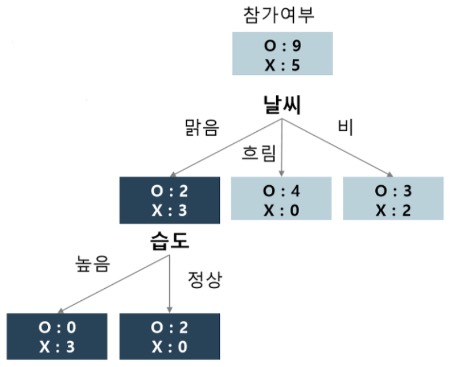 참가여부
O : 9
X : 5
날씨
맑음
흐림
비
O : 2
X : 3
O : 4
X : 0
O : 3
X : 2
습도
높음
정상
O : 0
X : 3
O : 2
X : 0